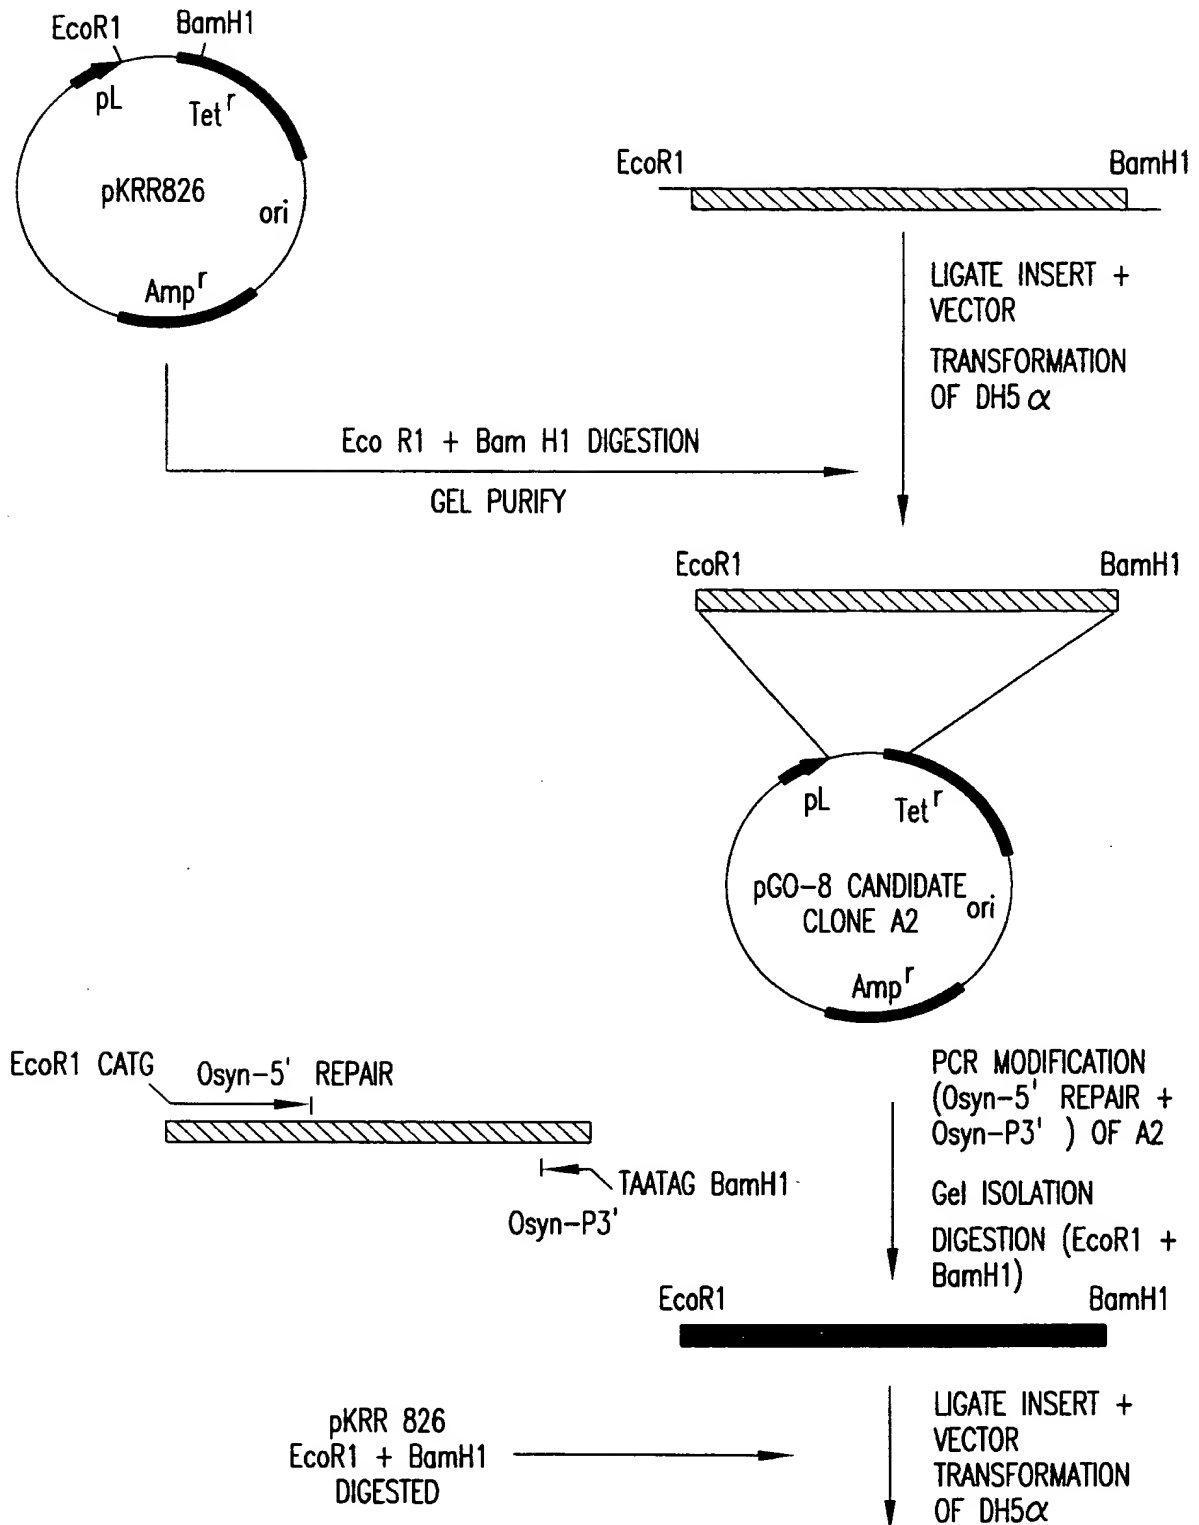 EcoR1
BamH1
pL
Tet r
pKRR826
ori
Amp r
EcoR1
BamH1
LIGATE INSERT +
VECTOR
TRANSFORMATION
OF DH5 α
Eco R1 + Bam H1 DIGESTION
GEL PURIFY
EcoR1
BamH1
pL
Tet r
pGO-8 CANDIDATE
CLONE A2
ori
Amp r
EcoR1 CATG
Osyn-5' REPAIR
TAATAG BamH1
Osyn-P3'
PCR MODIFICATION
(Osyn-5' REPAIR +
Osyn-P3' ) OF A2
Gel ISOLATION
DIGESTION (EcoR1 +
BamH1)
EcoR1
BamH1
pKRR 826
EcoR1 + BamH1
DIGESTED
LIGATE INSERT +
VECTOR
TRANSFORMATION
OF DH5α